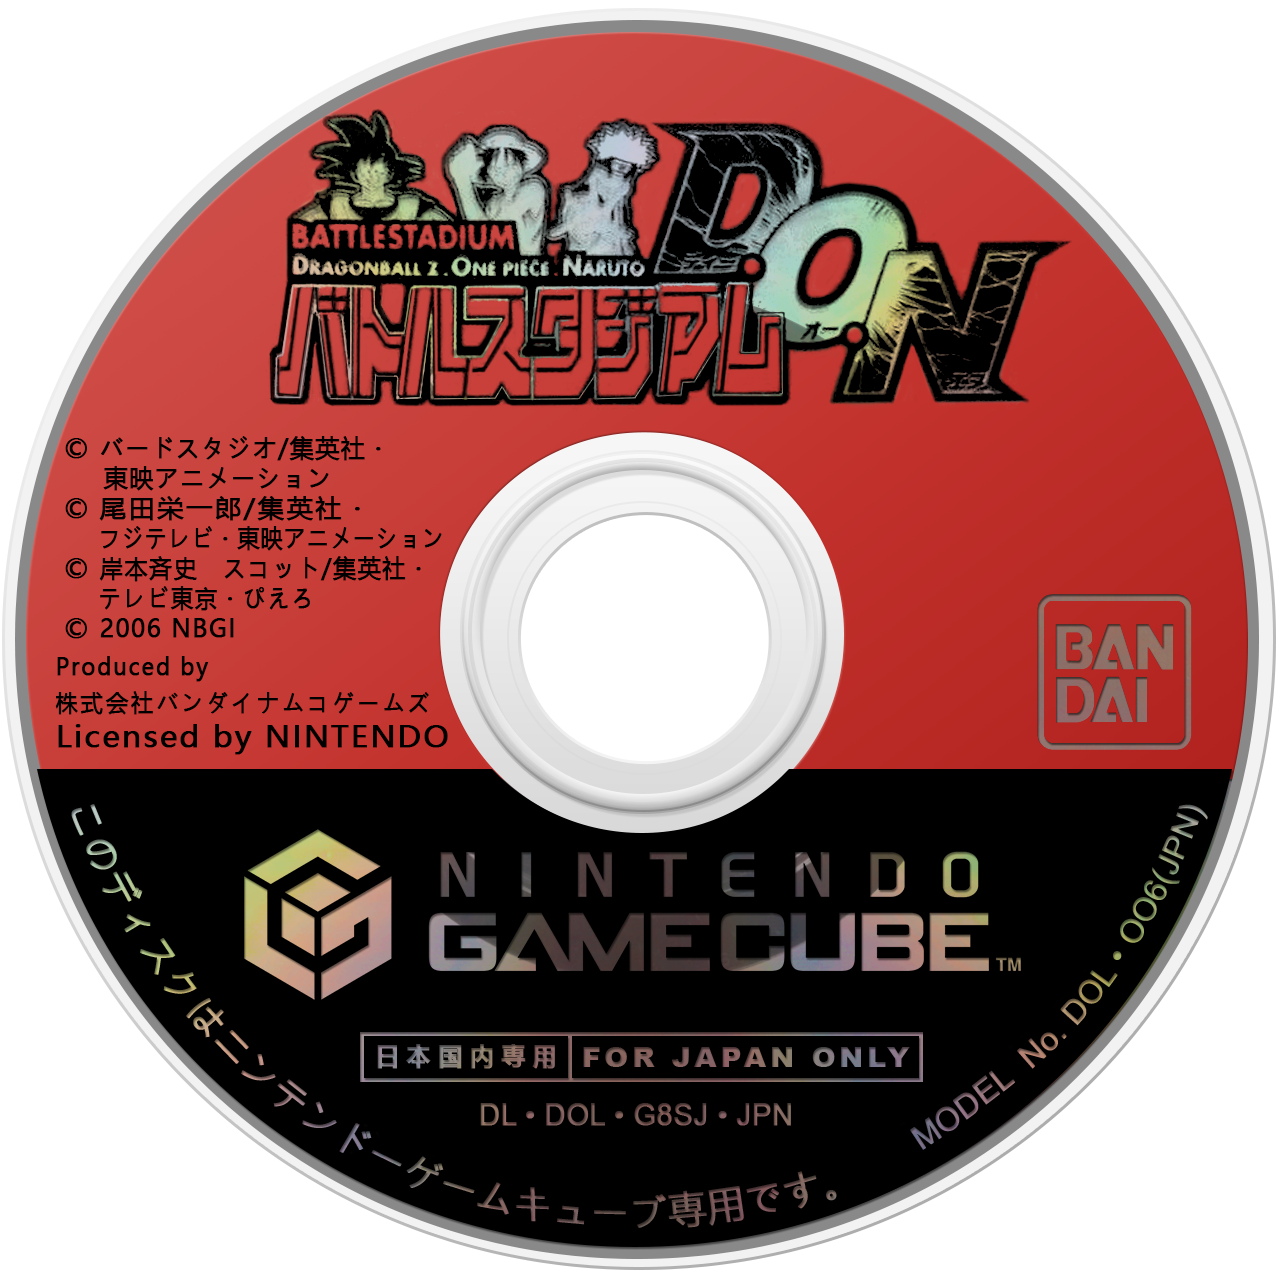 BATTLESTADIUM
DRAGONBALL Z . ONE PIECE . NARUTO
D.O.N
オー
バトルスタジアム
© バードスタジオ/集英社・
東映アニメーション
© 尾田栄一郎/集英社・
フジテレビ・東映アニメーション
© 岸本斉史 スコット/集英社・
テレビ東京・ぴえろ
© 2006 NBGI
Produced by
株式会社バンダイナムコゲームズ
Licensed by NINTENDO
BAN
DAI
NINTENDO
GAMECUBE™
日本国内専用 FOR JAPAN ONLY
DL・DOL・G8SJ・JPN
このディスクはニンテンドーゲームキューブ専用です。
MODEL No. DOL・OO6(JPN)